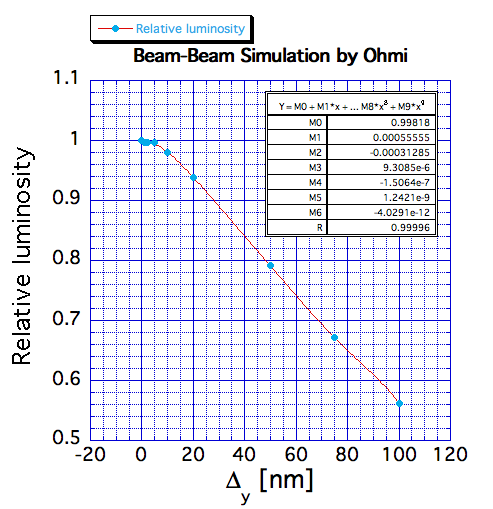 Relative luminosity
Beam-Beam Simulation by Ohmi
Y = M0 + M1*x + ... M8*x⁸ + M9*x⁹
M0 0.99818
M1 0.00055555
M2 -0.00031285
M3 9.3085e-6
M4 -1.5064e-7
M5 1.2421e-9
M6 -4.0291e-12
R 0.99996
Relative luminosity
1.1
1
0.9
0.8
0.7
0.6
0.5
-20 0 20 40 60 80 100 120
Δy [nm]